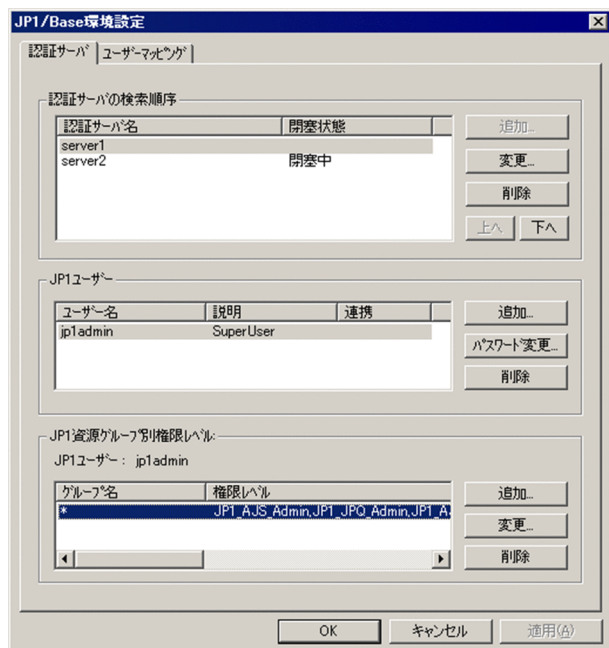 JP1/Base環境設定
認証サーバ ユーザーマッピング
認証サーバの検索順序
認証サーバ名 閉塞状態
server1
server2 閉塞中
追加...
変更...
削除
上へ 下へ
JP1ユーザー
ユーザー名 説明 連携
jp1admin SuperUser
追加...
パスワード変更...
削除
JP1資源グループ別権限レベル:
JP1ユーザー： jp1admin
グループ名 権限レベル
* JP1_AJS_Admin,JP1_JPQ_Admin,JP1_A
追加...
変更...
削除
OK キャンセル 適用(A)